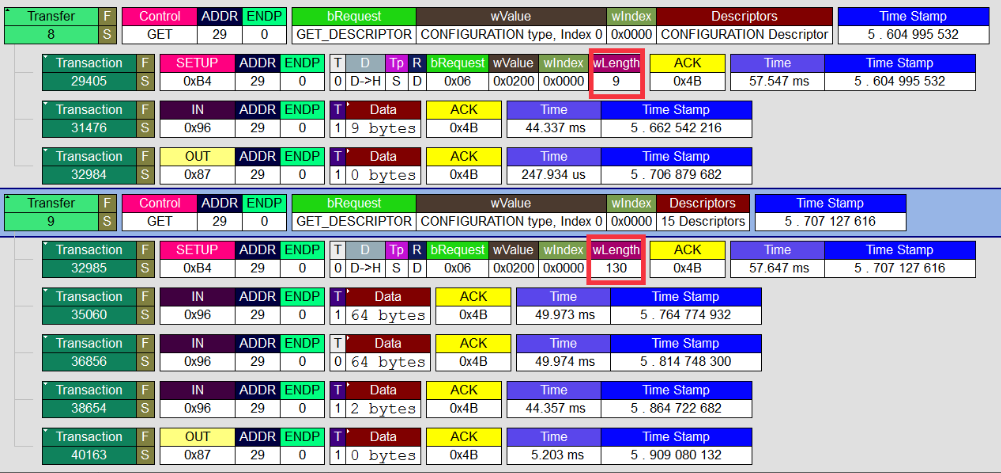 Transfer F Control ADDR ENDP bRequest wValue wIndex Descriptors Time Stamp
8 S GET 29 0 GET_DESCRIPTOR CONFIGURATION type, Index 0 0x0000 CONFIGURATION Descriptor 5 . 604 995 532
Transaction F SETUP ADDR ENDP T D Tp R bRequest wValue wIndex wLength ACK Time Time Stamp
29405 S 0xB4 29 0 0 D->H S D 0x06 0x0200 0x0000 9 0x4B 57.547 ms 5 . 604 995 532
Transaction F IN ADDR ENDP T Data ACK Time Time Stamp
31476 S 0x96 29 0 1 9 bytes 0x4B 44.337 ms 5 . 662 542 216
Transaction F OUT ADDR ENDP T Data ACK Time Time Stamp
32984 S 0x87 29 0 1 0 bytes 0x4B 247.934 us 5 . 706 879 682
Transfer F Control ADDR ENDP bRequest wValue wIndex Descriptors Time Stamp
9 S GET 29 0 GET_DESCRIPTOR CONFIGURATION type, Index 0 0x0000 15 Descriptors 5 . 707 127 616
Transaction F SETUP ADDR ENDP T D Tp R bRequest wValue wIndex wLength ACK Time Time Stamp
32985 S 0xB4 29 0 0 D->H S D 0x06 0x0200 0x0000 130 0x4B 57.647 ms 5 . 707 127 616
Transaction F IN ADDR ENDP T Data ACK Time Time Stamp
35060 S 0x96 29 0 1 64 bytes 0x4B 49.973 ms 5 . 764 774 932
Transaction F IN ADDR ENDP T Data ACK Time Time Stamp
36856 S 0x96 29 0 0 64 bytes 0x4B 49.974 ms 5 . 814 748 300
Transaction F IN ADDR ENDP T Data ACK Time Time Stamp
38654 S 0x96 29 0 1 2 bytes 0x4B 44.357 ms 5 . 864 722 682
Transaction F OUT ADDR ENDP T Data ACK Time Time Stamp
40163 S 0x87 29 0 1 0 bytes 0x4B 5.203 ms 5 . 909 080 132